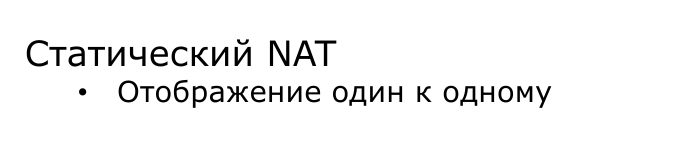 Статический NAT
• Отображение один к одному